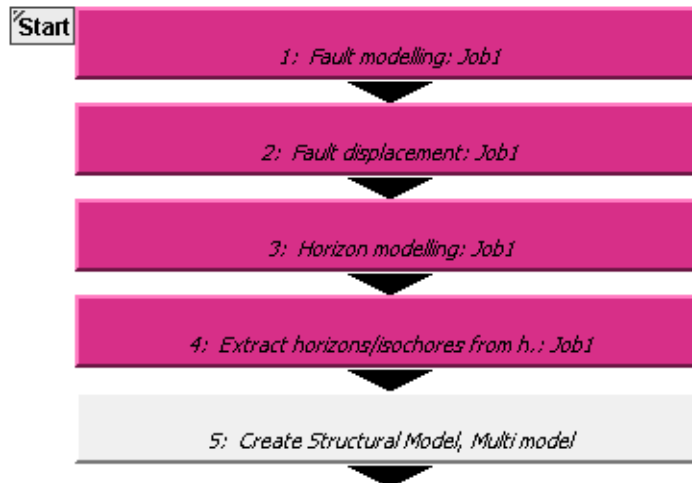 Start
1: Fault modelling: Job1
2: Fault displacement: Job1
3: Horizon modelling: Job1
4: Extract horizons/isochores from h.: Job1
5: Create Structural Model, Multi model